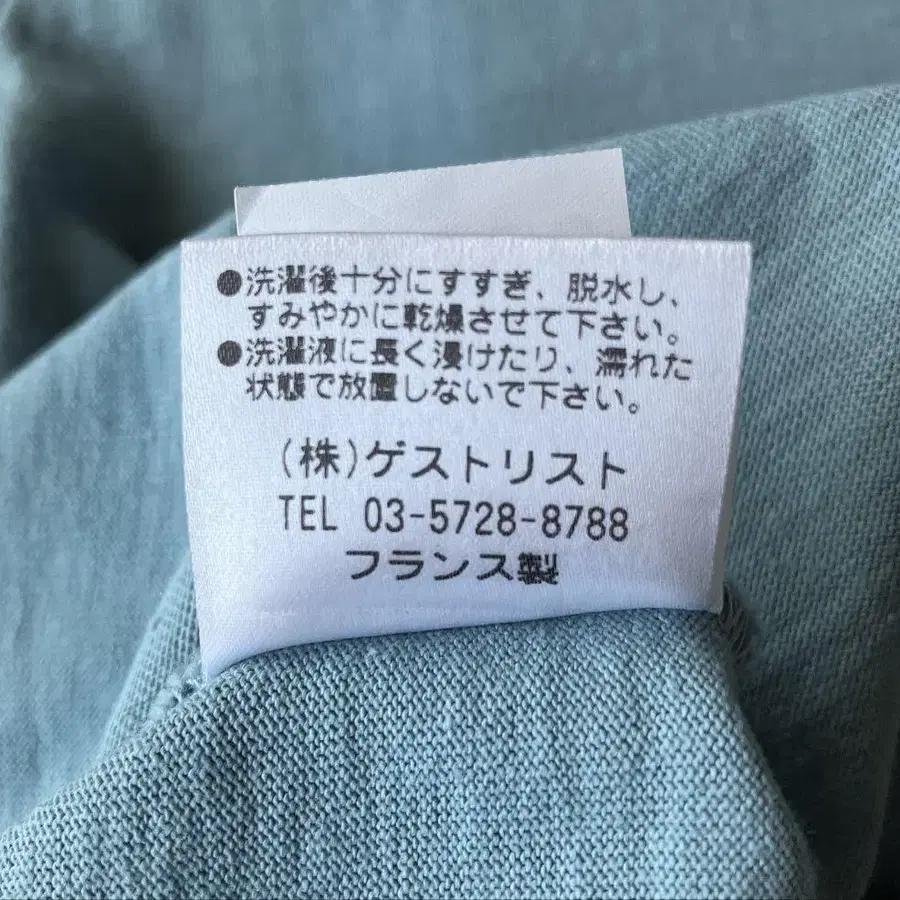 ●洗濯後十分にすすぎ、脱水し、
すみやかに乾燥させて下さい。
●洗濯液に長く浸けたり、濡れた
状態で放置しないで下さい。
(株)ゲストリスト
TEL 03-5728-8788
フランス製